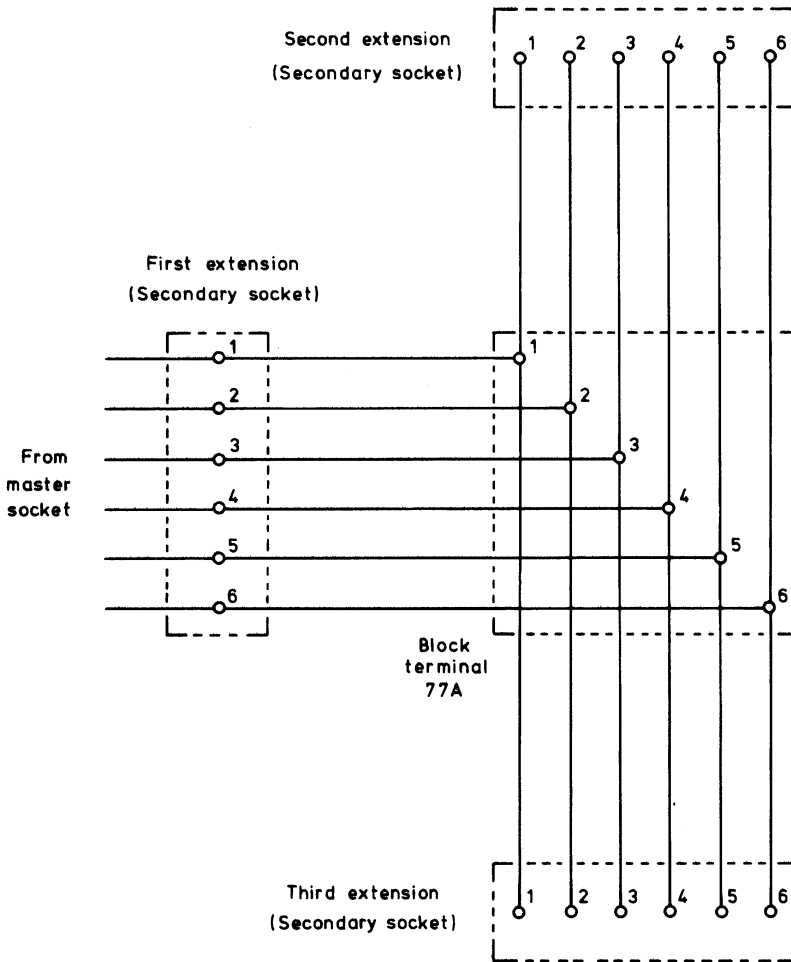 Second extension
(Secondary socket)
1 2 3 4 5 6
First extension
(Secondary socket)
1 1
2 2
3 3
4 4
5 5
6 6
From
master
socket
Block
terminal
77A
Third extension
(Secondary socket)
1 2 3 4 5 6